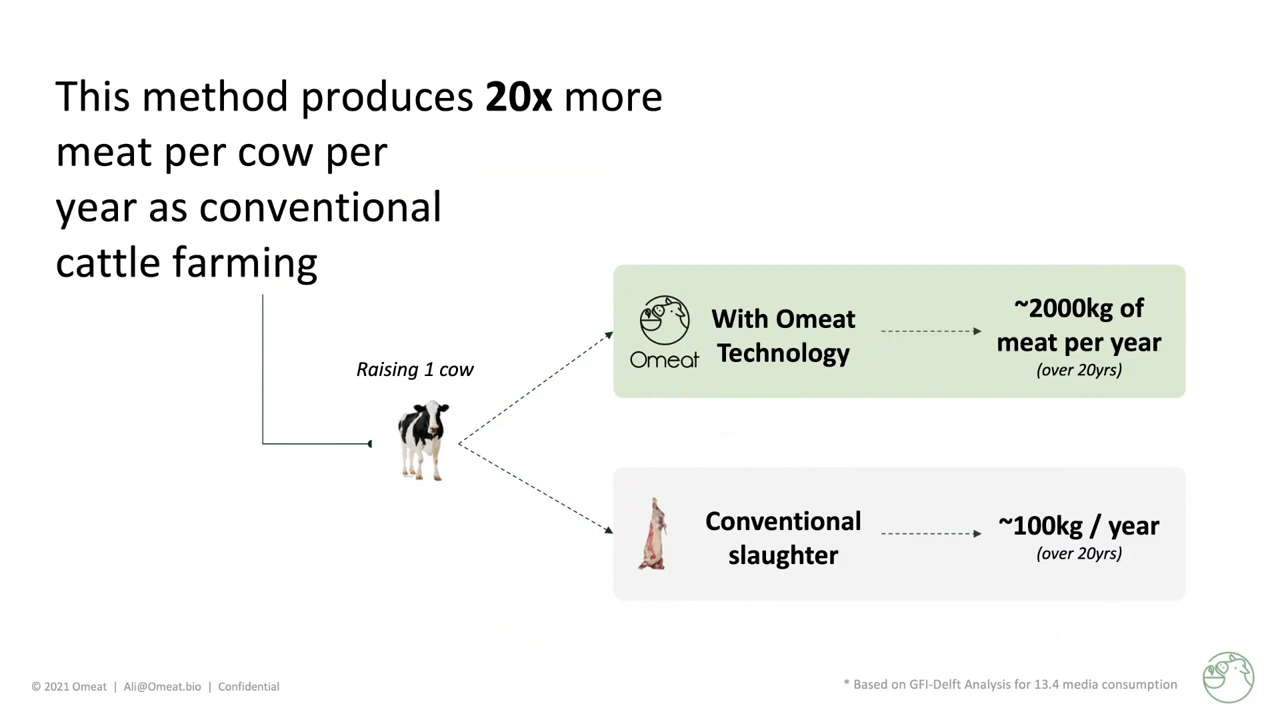 This method produces 20x more
meat per cow per
year as conventional
cattle farming
Raising 1 cow
Omeat
With Omeat
Technology
~2000kg of
meat per year
(over 20yrs)
Conventional
slaughter
~100kg / year
(over 20yrs)
© 2021 Omeat | Ali@Omeat.bio | Confidential
* Based on GFI-Delft Analysis for 13.4 media consumption